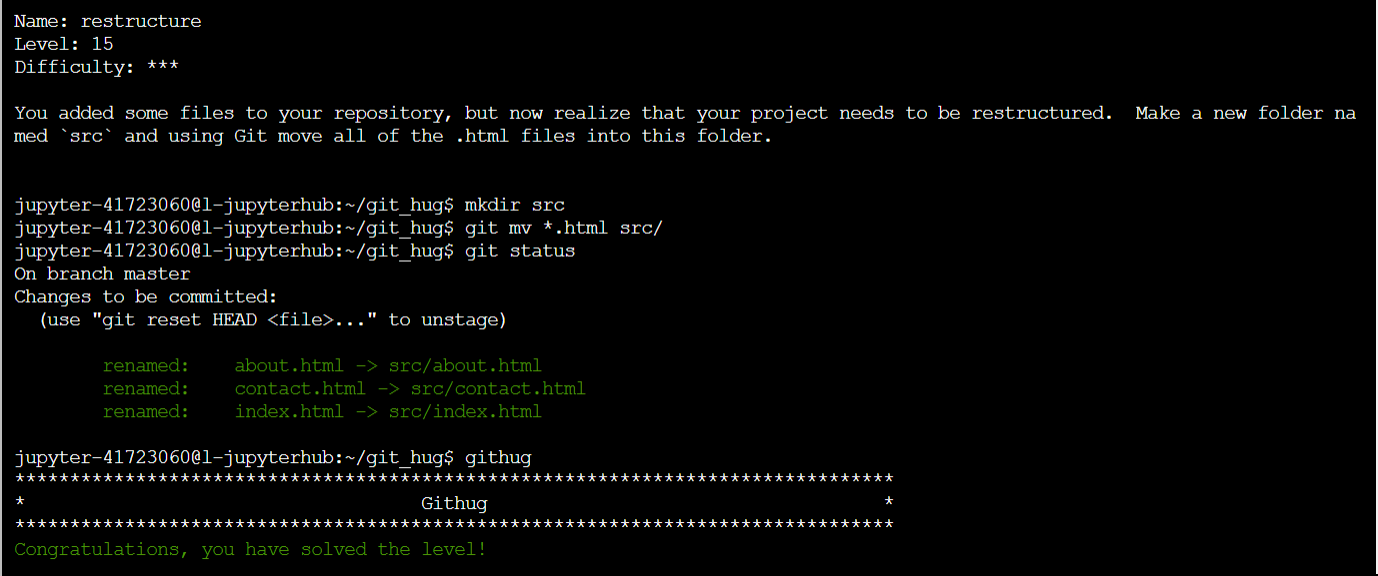 Name: restructure
Level: 15
Difficulty: ***
You added some files to your repository, but now realize that your project needs to be restructured.  Make a new folder na
med `src` and using Git move all of the .html files into this folder.
jupyter-41723060@l-jupyterhub:~/git_hug$ mkdir src
jupyter-41723060@l-jupyterhub:~/git_hug$ git mv *.html src/
jupyter-41723060@l-jupyterhub:~/git_hug$ git status
On branch master
Changes to be committed:
  (use "git reset HEAD <file>..." to unstage)
        renamed:    about.html -> src/about.html
        renamed:    contact.html -> src/contact.html
        renamed:    index.html -> src/index.html
jupyter-41723060@l-jupyterhub:~/git_hug$ githug
********************************************************************************
*                                    Githug                                    *
********************************************************************************
Congratulations, you have solved the level!